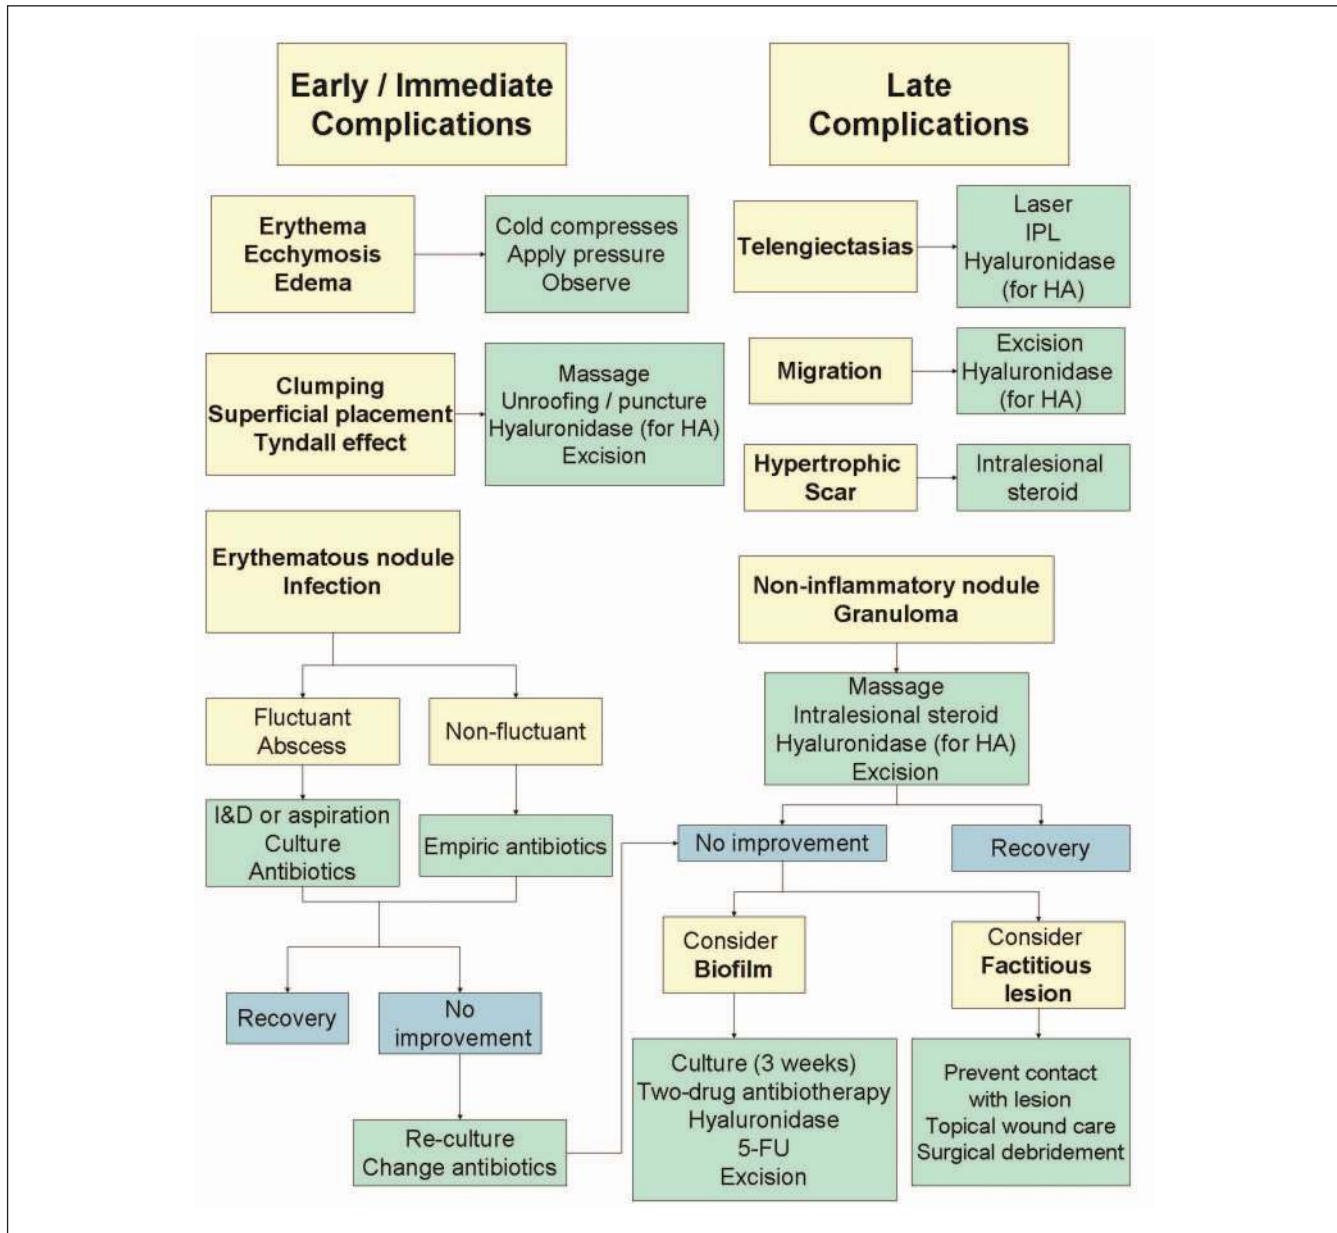 Early / Immediate
Complications
Erythema
Ecchymosis
Edema
Cold compresses
Apply pressure
Observe
Clumping
Superficial placement
Tyndall effect
Massage
Unroofing / puncture
Hyaluronidase (for HA)
Excision
Erythematous nodule
Infection
Fluctuant
Abscess
Non-fluctuant
I&D or aspiration
Culture
Antibiotics
Empiric antibiotics
Recovery
No
improvement
Re-culture
Change antibiotics
Late
Complications
Telengiectasias
Laser
IPL
Hyaluronidase
(for HA)
Migration
Excision
Hyaluronidase
(for HA)
Hypertrophic
Scar
Intralesional
steroid
Non-inflammatory nodule
Granuloma
Massage
Intralesional steroid
Hyaluronidase (for HA)
Excision
No improvement
Recovery
Consider
Biofilm
Consider
Factitious
lesion
Culture (3 weeks)
Two-drug antibiotherapy
Hyaluronidase
5-FU
Excision
Prevent contact
with lesion
Topical wound care
Surgical debridement